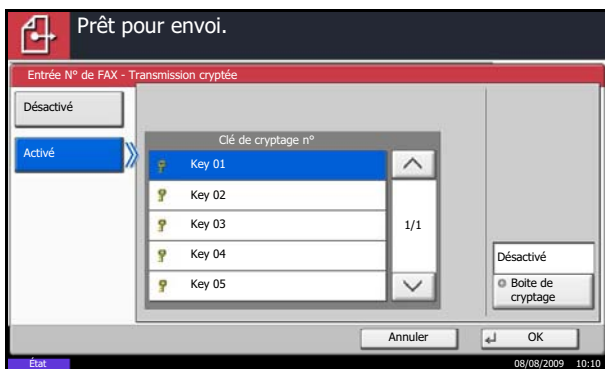 Prêt pour envoi.
Entrée N° de FAX - Transmission cryptée
Désactivé
Activé
Clé de cryptage n°
Key 01
Key 02
Key 03
Key 04
Key 05
1/1
Désactivé
Boite de
cryptage
Annuler
OK
État
08/08/2009 10:10